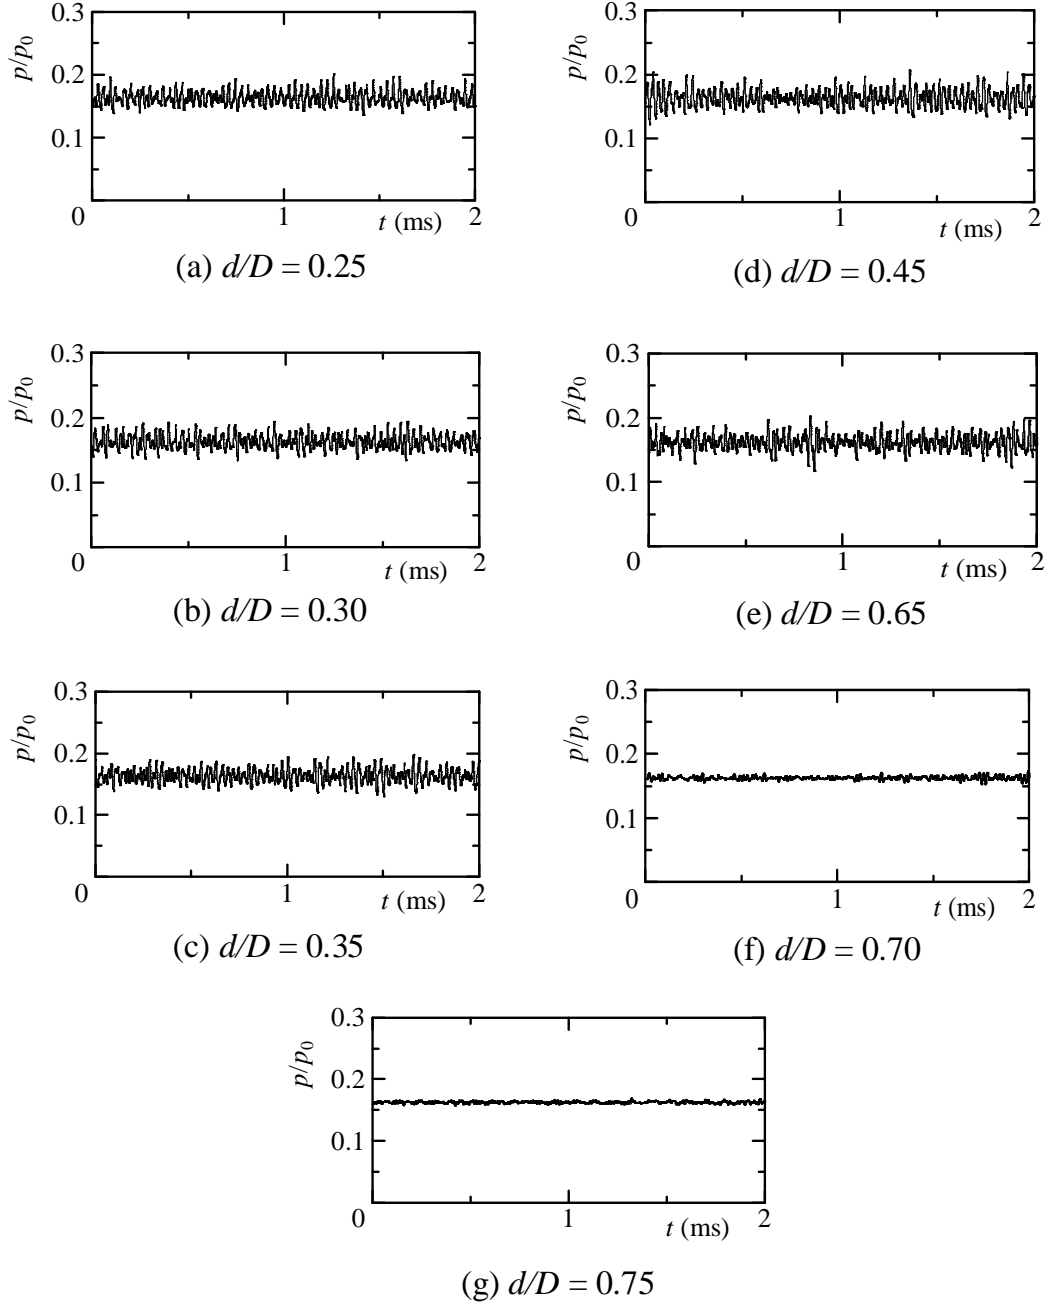 0.3
0.2
0.1
0
p/p0
1
2
t (ms)
(a) d/D = 0.25
0.3
0.2
0.1
0
p/p0
1
2
t (ms)
(d) d/D = 0.45
0.3
0.2
0.1
0
p/p0
1
2
t (ms)
(b) d/D = 0.30
0.3
0.2
0.1
0
p/p0
1
2
t (ms)
(e) d/D = 0.65
0.3
0.2
0.1
0
p/p0
1
2
t (ms)
(c) d/D = 0.35
0.3
0.2
0.1
0
p/p0
1
2
t (ms)
(f) d/D = 0.70
0.3
0.2
0.1
0
p/p0
1
2
t (ms)
(g) d/D = 0.75